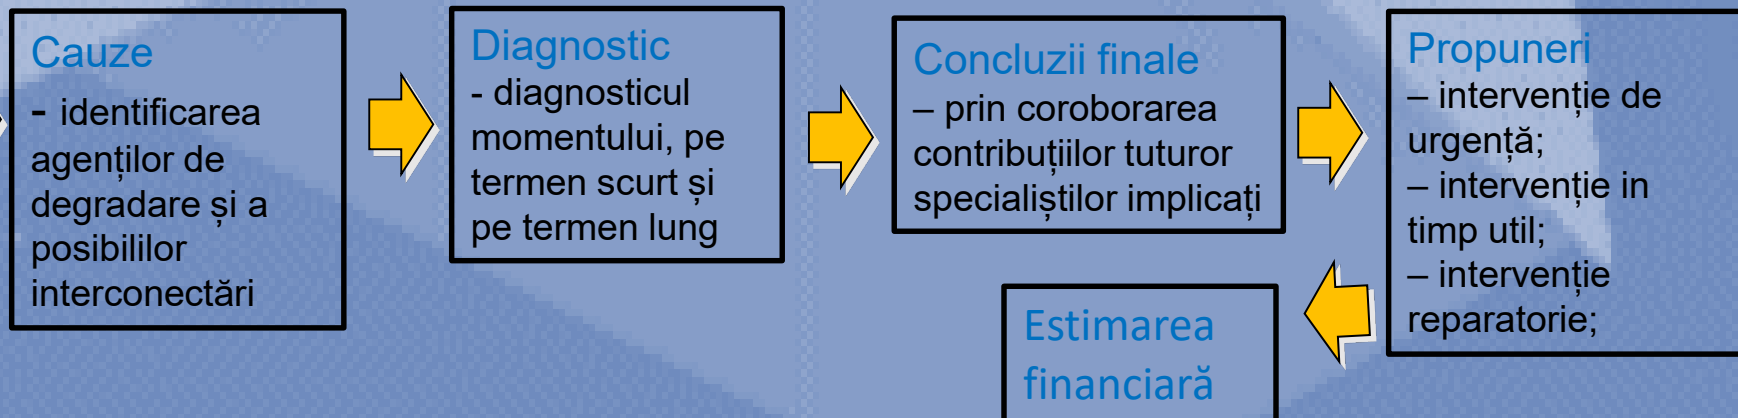 Cauze
- identificarea
agenților de
degradare și a
posibililor
interconectări
Diagnostic
- diagnosticul
momentului, pe
termen scurt și
pe termen lung
Concluzii finale
– prin coroborarea
contribuțiilor tuturor
specialiștilor implicați
Propuneri
– intervenție de
urgență;
– intervenție in
timp util;
– intervenție
reparatorie;
Estimarea
financiară